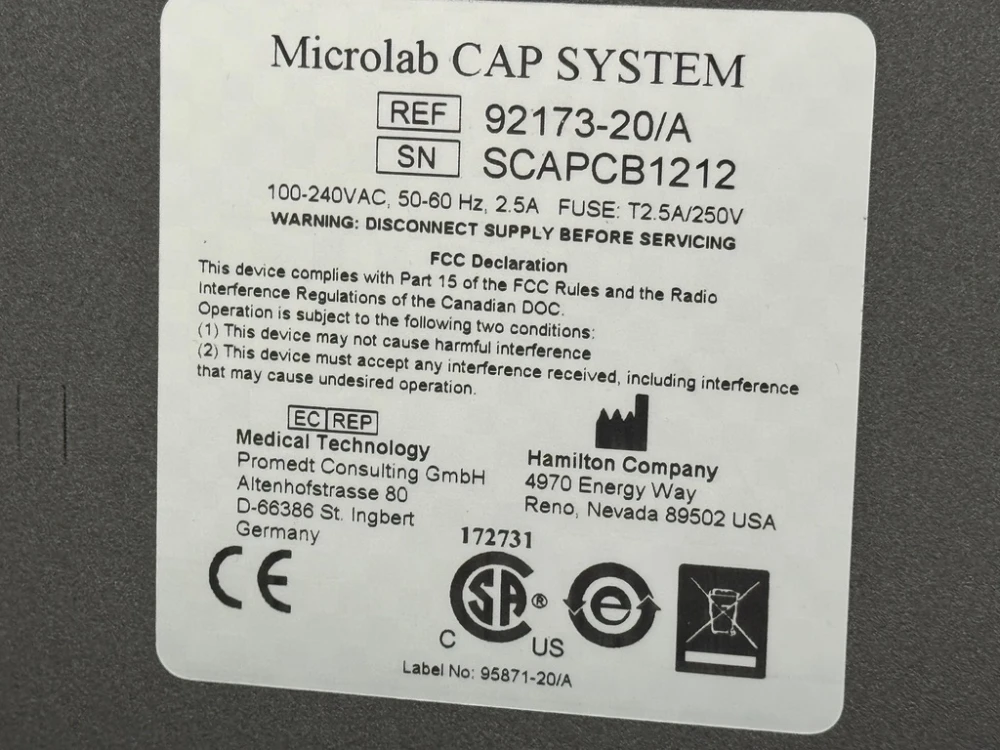 Microlab CAP SYSTEM
REF 92173-20/A
SN SCAPCB1212
100-240VAC, 50-60 Hz, 2.5A FUSE: T2.5A/250V
WARNING: DISCONNECT SUPPLY BEFORE SERVICING
FCC Declaration
This device complies with Part 15 of the FCC Rules and the Radio
Interference Regulations of the Canadian DOC.
Operation is subject to the following two conditions:
(1) This device may not cause harmful interference
(2) This device must accept any interference received, including interference
that may cause undesired operation.
EC REP
Medical Technology
Promedt Consulting GmbH
Altenhofstrasse 80
D-66386 St. Ingbert
Germany
Hamilton Company
4970 Energy Way
Reno, Nevada 89502 USA
172731
CE
C SA ® US
e
Label No: 95871-20/A